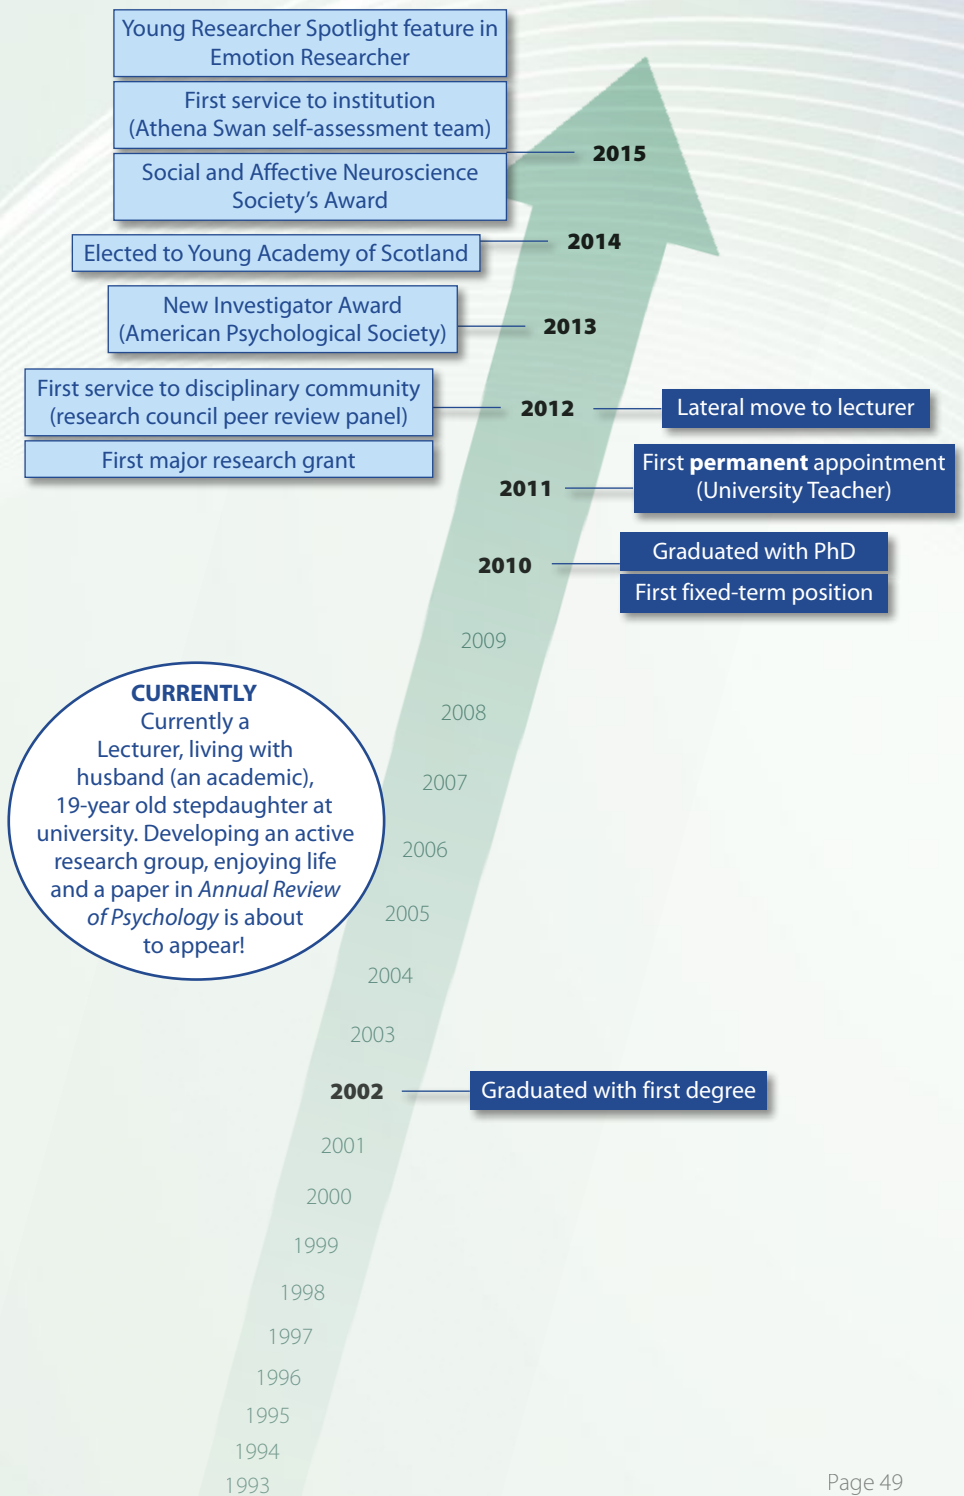 Young Researcher Spotlight feature in
Emotion Researcher
First service to institution
(Athena Swan self-assessment team)
Social and Affective Neuroscience
Society's Award
2015
Elected to Young Academy of Scotland
2014
New Investigator Award
(American Psychological Society)
2013
First service to disciplinary community
(research council peer review panel)
First major research grant
2012
Lateral move to lecturer
2011
First permanent appointment
(University Teacher)
2010
Graduated with PhD
First fixed-term position
2009
2008
2007
2006
2005
2004
2003
CURRENTLY
Currently a
Lecturer, living with
husband (an academic),
19-year old stepdaughter at
university. Developing an active
research group, enjoying life
and a paper in Annual Review
of Psychology is about
to appear!
2002
Graduated with first degree
2001
2000
1999
1998
1997
1996
1995
1994
1993
Page 49